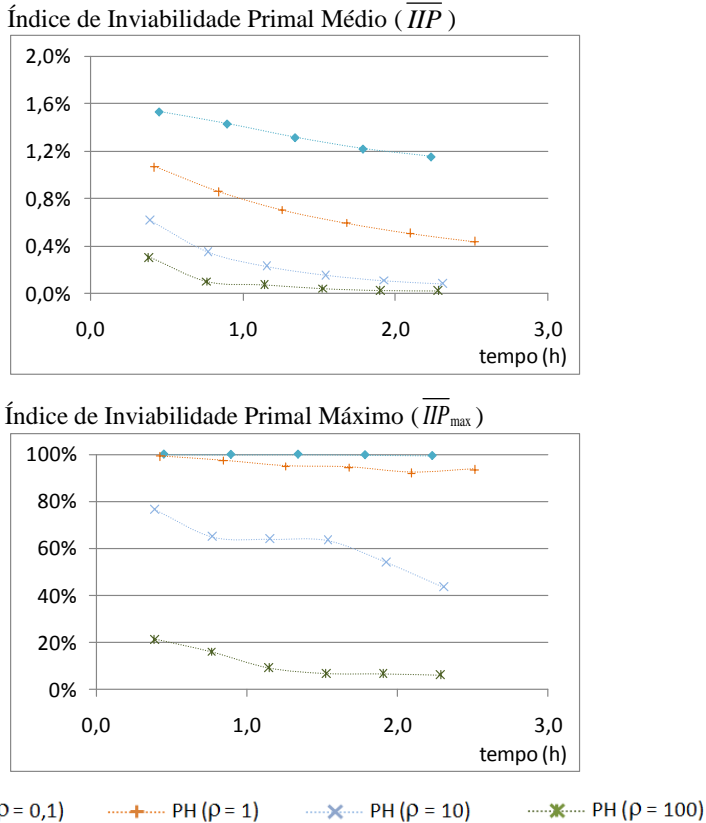 Índice de Inviabilidade Primal Médio ( IIP )
2,0%
1,6%
1,2%
0,8%
0,4%
0,0%
0,0 1,0 2,0 3,0
tempo (h)
Índice de Inviabilidade Primal Máximo ( IIP max )
100%
80%
60%
40%
20%
0%
0,0 1,0 2,0 3,0
tempo (h)
ρ = 0,1) PH (ρ = 1) PH (ρ = 10) PH (ρ = 100)